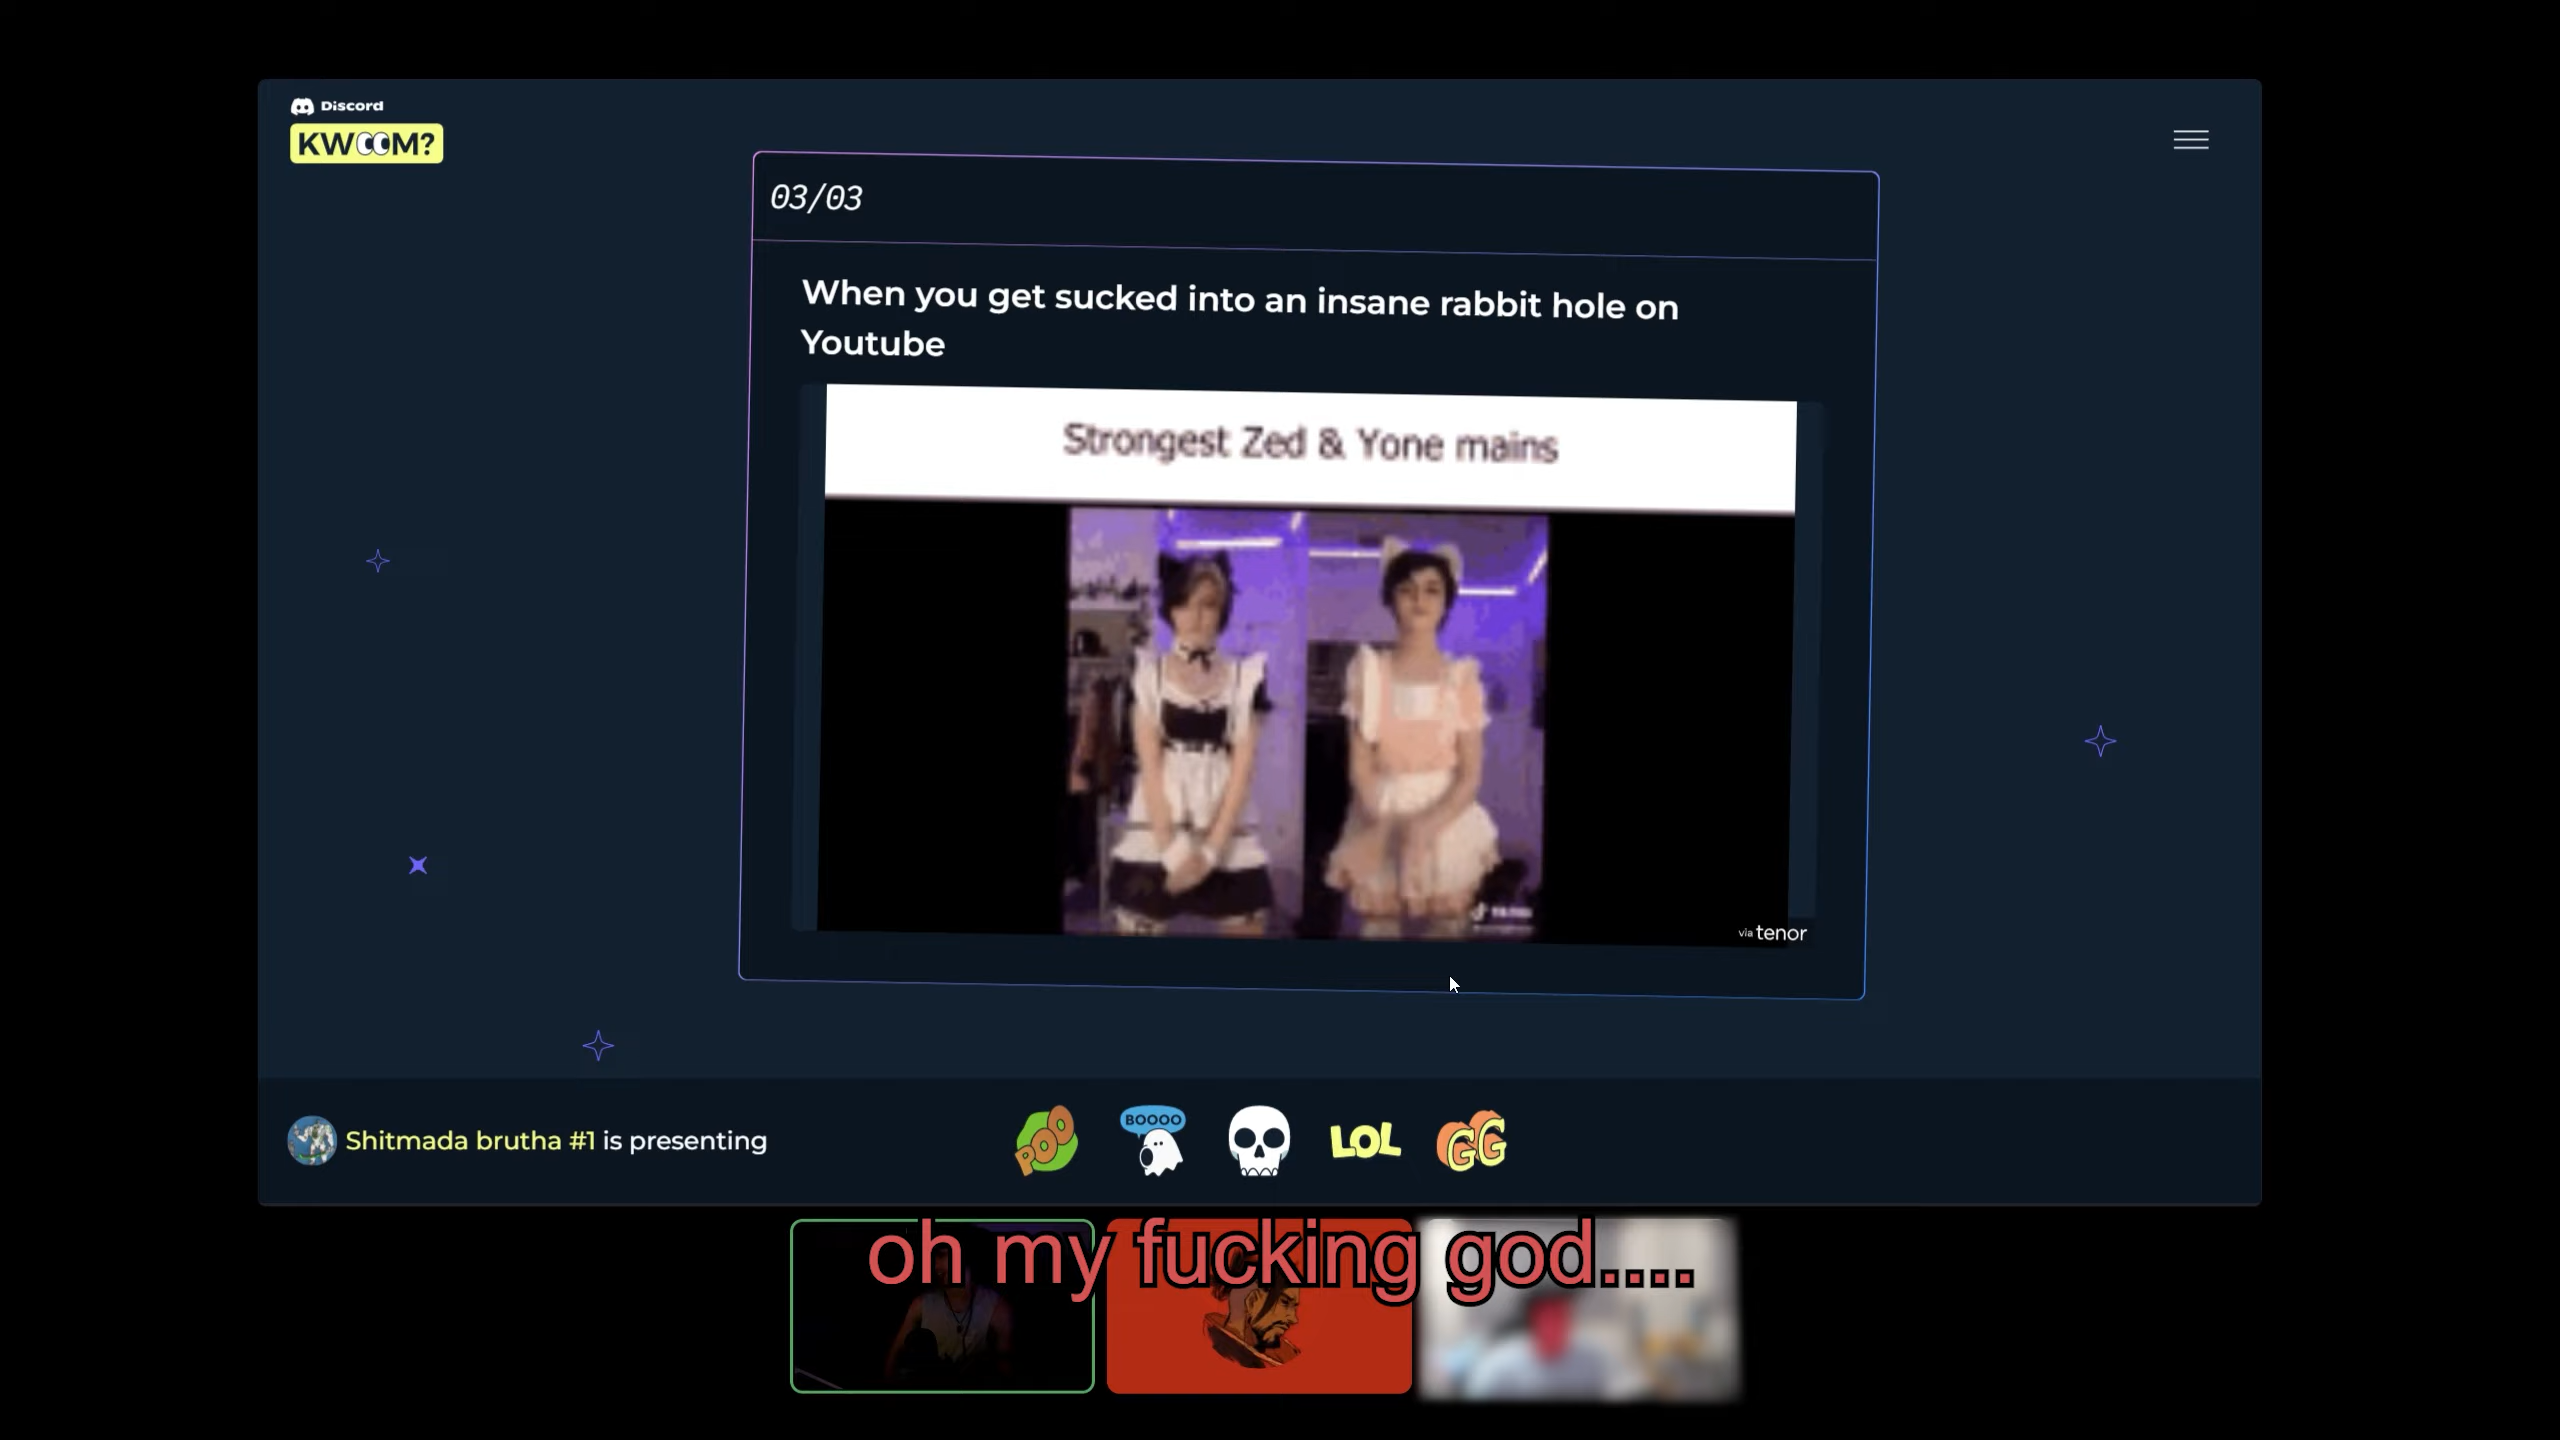 Discord
KWOOM?
03/03
When you get sucked into an insane rabbit hole on
Youtube
Strongest Zed & Yone mains
via tenor
Shitmada brutha #1 is presenting
POO
BOOOO
LOL
GG
oh my fucking god....